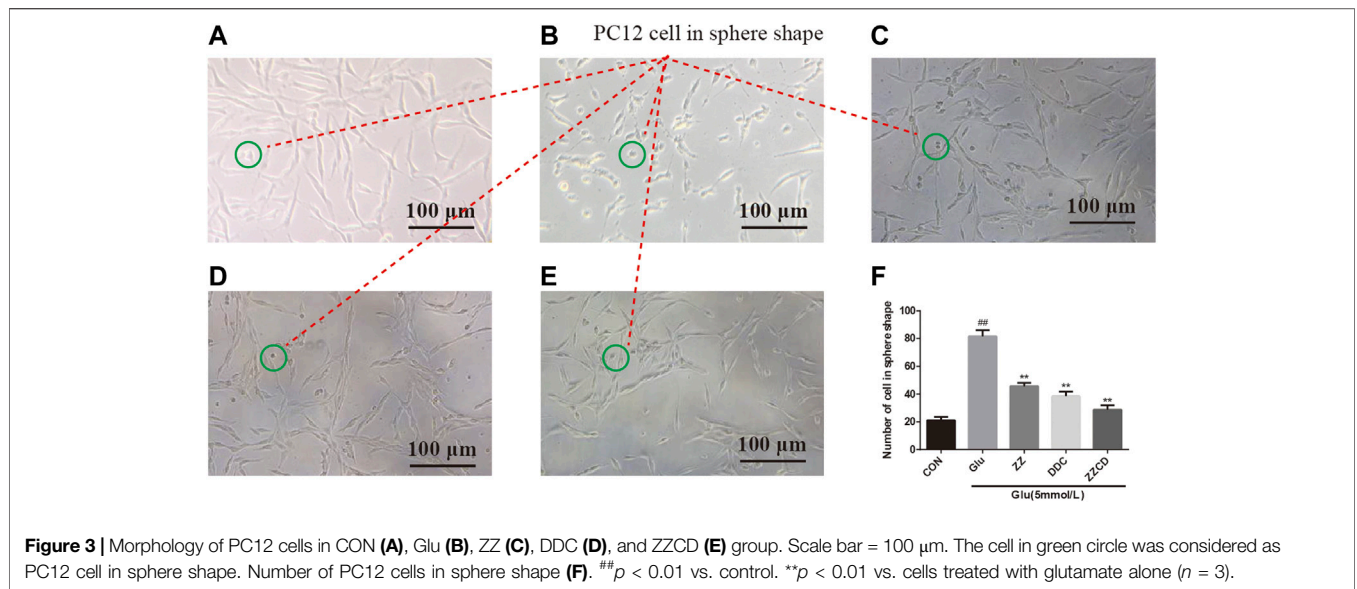 A
B
PC12 cell in sphere shape
C
100 μm
100 μm
100 μm
D
E
F
100 μm
100 μm
Number of cell in sphere shape
100
80
60
40
20
0
##
**
**
**
CON
Glu
ZZ
DDC
ZZCD
Glu(5mmol/L)
Figure 3 | Morphology of PC12 cells in CON (A), Glu (B), ZZ (C), DDC (D), and ZZCD (E) group. Scale bar = 100 μm. The cell in green circle was considered as
PC12 cell in sphere shape. Number of PC12 cells in sphere shape (F). ##p < 0.01 vs. control. **p < 0.01 vs. cells treated with glutamate alone (n = 3).